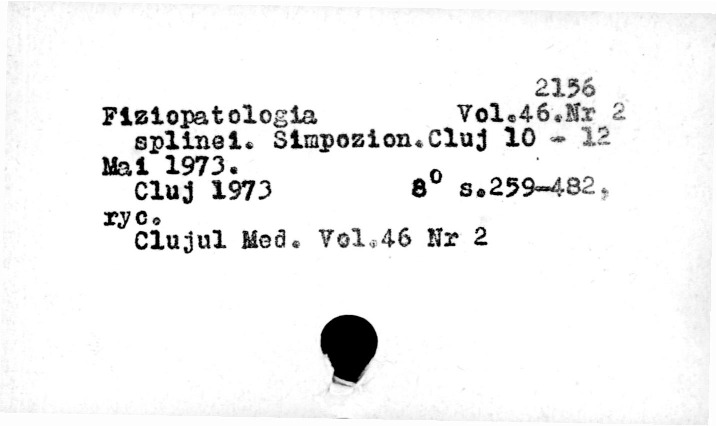 2156
Fiziopatologia Vol.46.Nr 2
splinei. Simpozion.Cluj 10 - 12
Mai 1973.
Cluj 1973 8⁰ s.259-482,
ryc.
Clujul Med. Vol.46 Nr 2